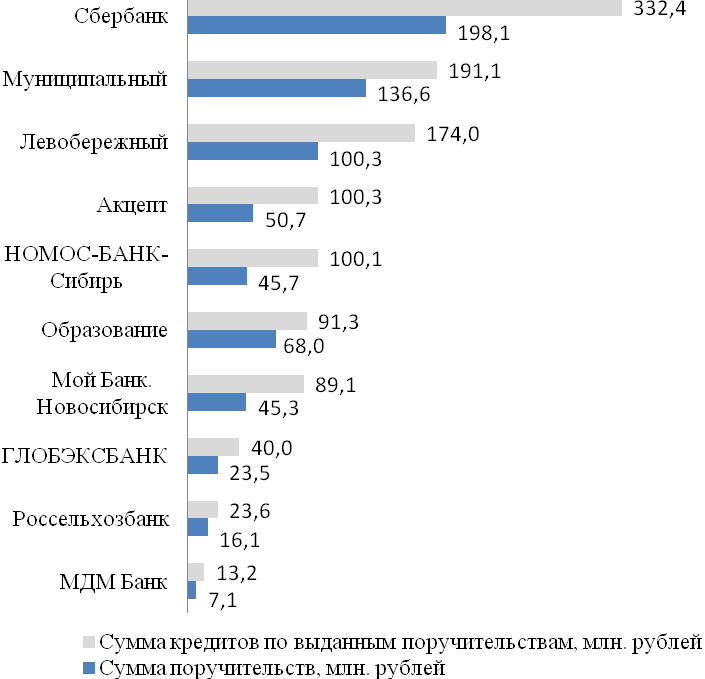 Сбербанк
332,4
198,1
Муниципальный
191,1
136,6
Левобережный
174,0
100,3
Акцепт
100,3
50,7
НОМОС-БАНК-
Сибирь
100,1
45,7
Образование
91,3
68,0
Мой Банк.
Новосибирск
89,1
45,3
ГЛОБЭКСБАНК
40,0
23,5
Россельхозбанк
23,6
16,1
МДМ Банк
13,2
7,1
Сумма кредитов по выданным поручительствам, млн. рублей
Сумма поручительств, млн. рублей